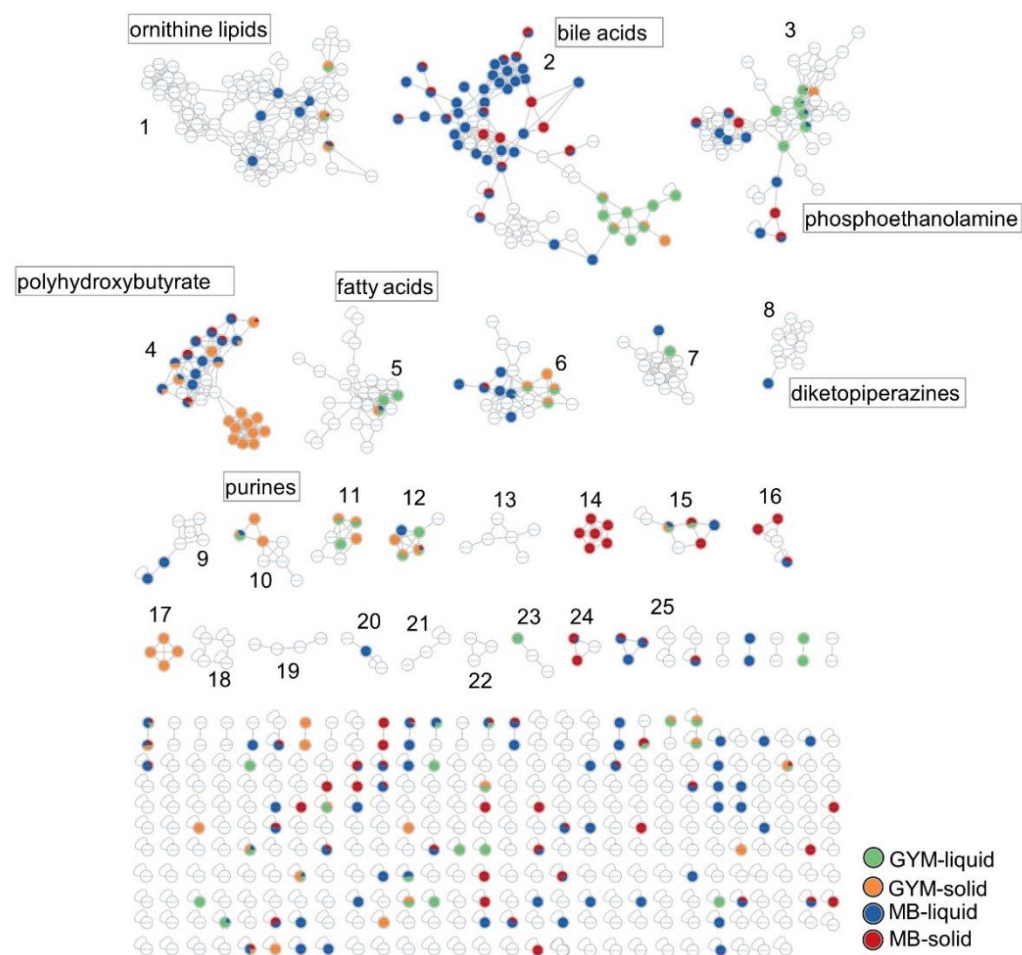 ornithine lipids
bile acids
3
2
1
phosphoethanolamine
polyhydroxybutyrate
fatty acids
8
4
5
6
7
diketopiperazines
purines
11
12
13
14
15
16
9
10
17
20
21
23
24
25
18
19
22
GYM-liquid
GYM-solid
MB-liquid
MB-solid